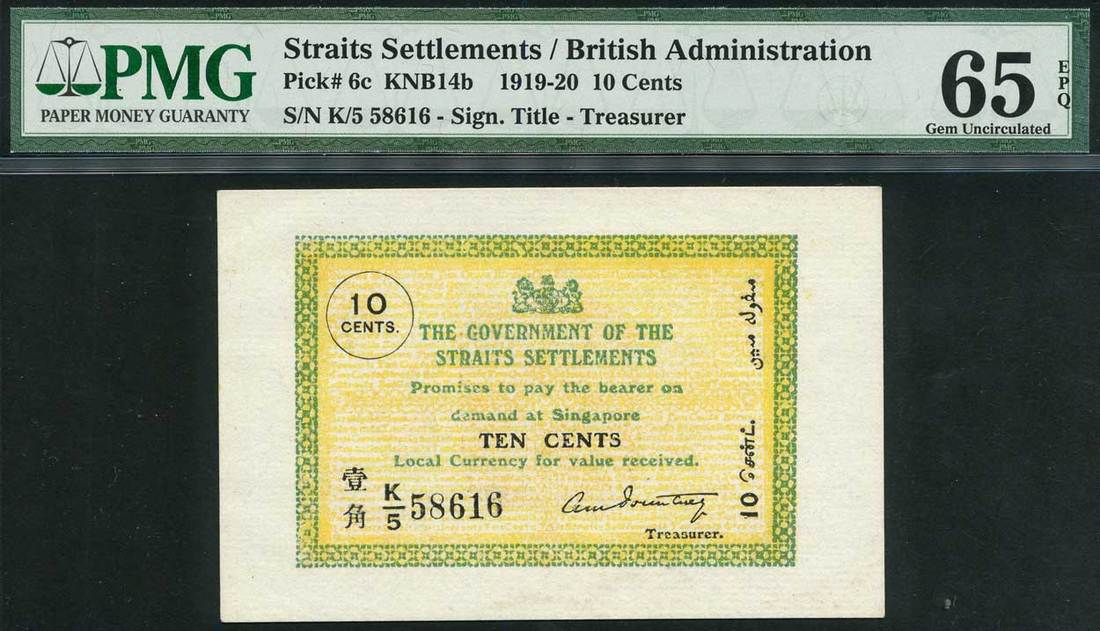 PMG
PAPER MONEY GUARANTY
Straits Settlements / British Administration
Pick# 6c KNB14b 1919-20 10 Cents
S/N K/5 58616 - Sign. Title - Treasurer
65
EPQ
Gem Uncirculated
10
CENTS.
THE GOVERNMENT OF THE
STRAITS SETTLEMENTS
Promises to pay the bearer on
demand at Singapore
TEN CENTS
Local Currency for value received.
壹角
K/5 58616
Treasurer.
10 சென்ட்.